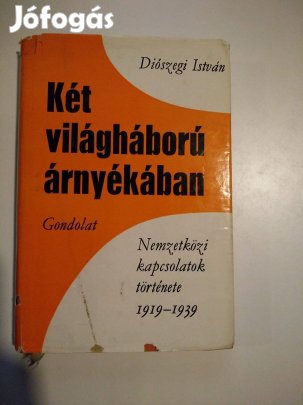 Jófogás
Diószegi István
Két
világháború
árnyékában
Gondolat
Nemzetközi
kapcsolatok
története
1919–1939